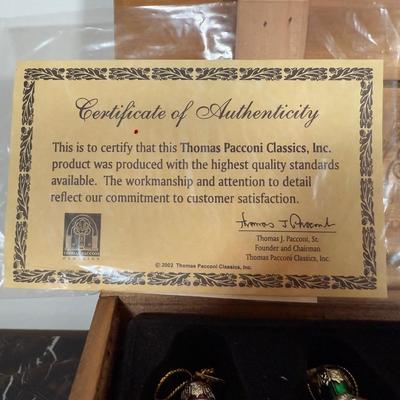 Certificate of Authenticity
This is to certify that this Thomas Pacconi Classics, Inc.
product was produced with the highest quality standards
available. The workmanship and attention to detail
reflect our commitment to customer satisfaction.
Thomas J. Pacconi, Sr.
Founder and Chairman
Thomas Pacconi Classics, Inc.
THOMAS PACCONI
© 2002 Thomas Pacconi Classics, Inc.